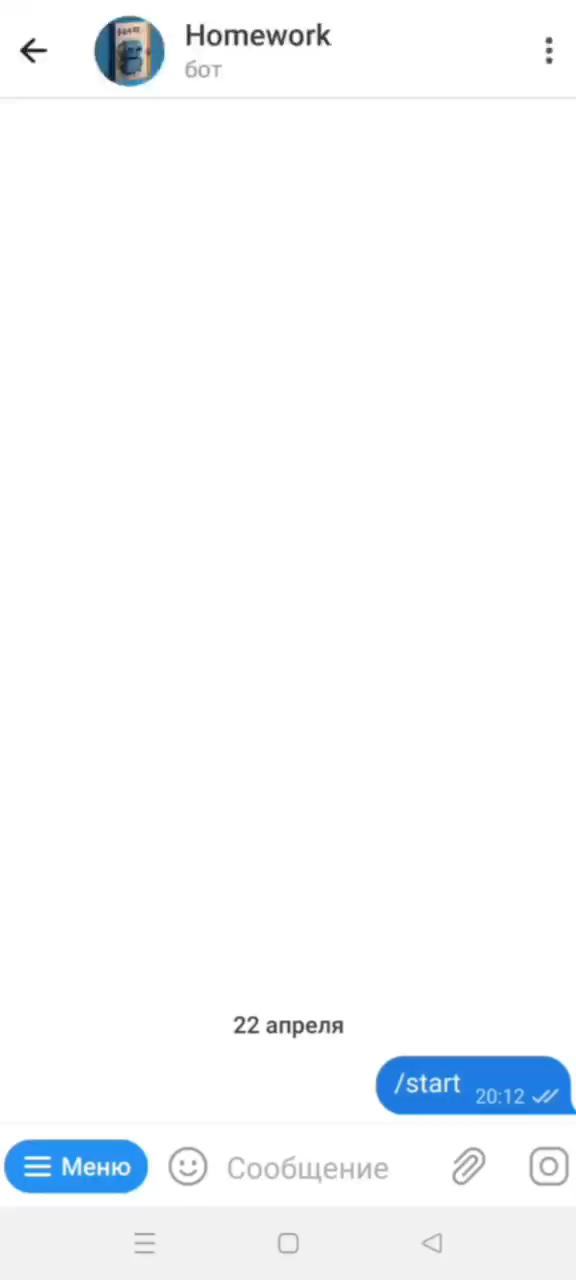 Homework
бот
22 апреля
/start 20:12
Меню
Сообщение